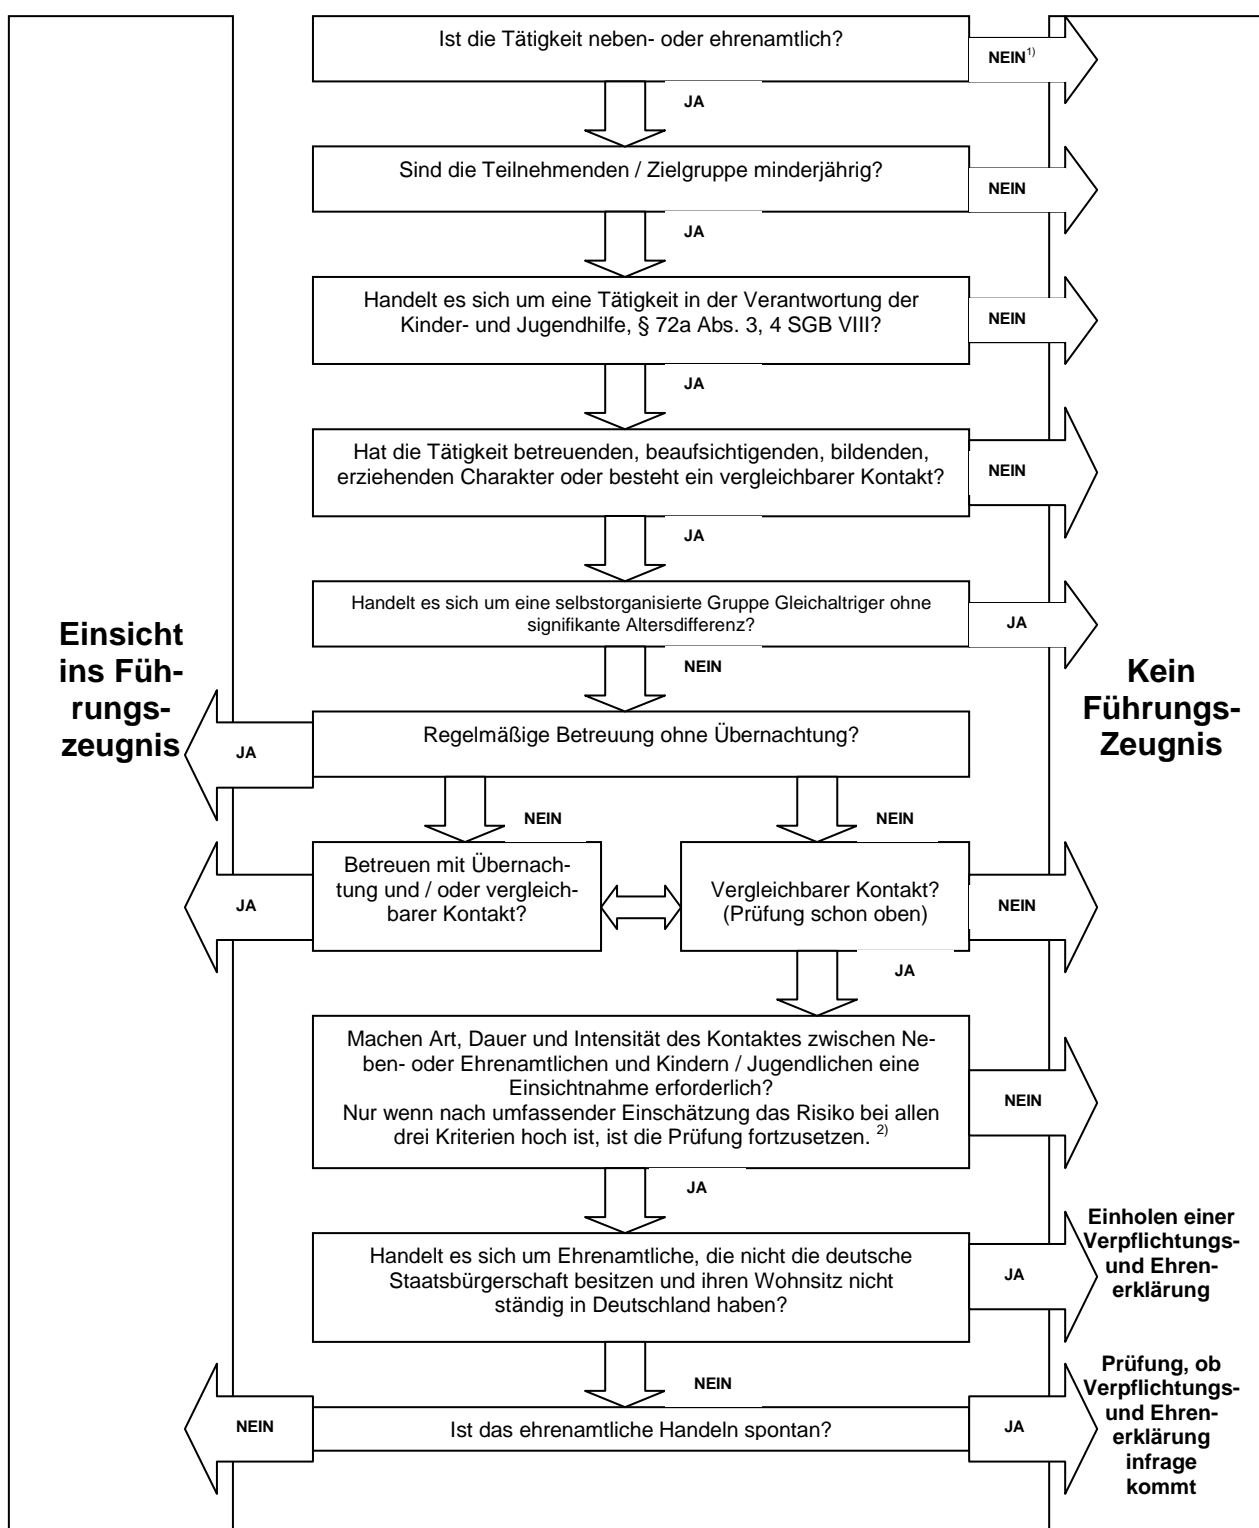 Ist die Tätigkeit neben- oder ehrenamtlich?
NEIN 1)
JA
Sind die Teilnehmenden / Zielgruppe minderjährig?
NEIN
JA
Handelt es sich um eine Tätigkeit in der Verantwortung der
Kinder- und Jugendhilfe, § 72a Abs. 3, 4 SGB VIII?
NEIN
JA
Hat die Tätigkeit betreuenden, beaufsichtigenden, bildenden,
erziehenden Charakter oder besteht ein vergleichbarer Kontakt?
NEIN
JA
Handelt es sich um eine selbstorganisierte Gruppe Gleichaltriger ohne
signifikante Altersdifferenz?
JA
NEIN
Einsicht
ins Füh-
rungs-
zeugnis
Kein
Führungs-
Zeugnis
Regelmäßige Betreuung ohne Übernachtung?
JA
NEIN
NEIN
Betreuen mit Übernach-
tung und / oder vergleich-
barer Kontakt?
JA
Vergleichbarer Kontakt?
(Prüfung schon oben)
NEIN
JA
Machen Art, Dauer und Intensität des Kontaktes zwischen Ne-
ben- oder Ehrenamtlichen und Kindern / Jugendlichen eine
Einsichtnahme erforderlich?
Nur wenn nach umfassender Einschätzung das Risiko bei allen
drei Kriterien hoch ist, ist die Prüfung fortzusetzen. 2)
NEIN
JA
Handelt es sich um Ehrenamtliche, die nicht die deutsche
Staatsbürgerschaft besitzen und ihren Wohnsitz nicht
ständig in Deutschland haben?
JA
Einholen einer
Verpflichtungs-
und Ehren-
erklärung
NEIN
Ist das ehrenamtliche Handeln spontan?
NEIN
JA
Prüfung, ob
Verpflichtungs-
und Ehren-
erklärung
infrage
kommt